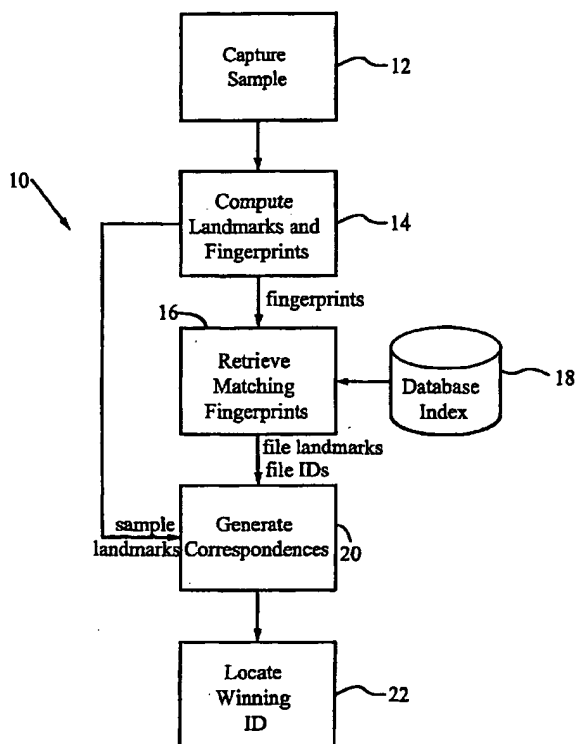 Capture
Sample
12
10
Compute
Landmarks and
Fingerprints
14
fingerprints
16
Retrieve
Matching
Fingerprints
Database
Index
18
file landmarks
file IDs
sample
landmarks
Generate
Correspondences
20
Locate
Winning
ID
22